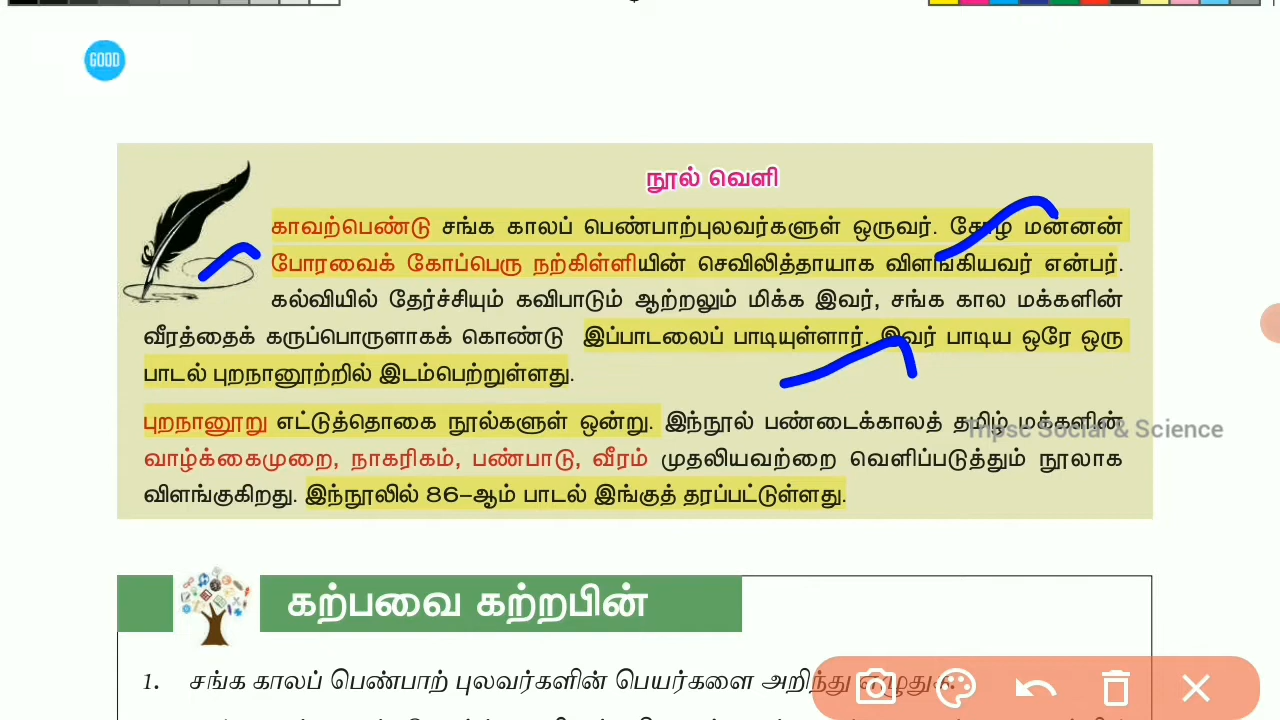 GOOD
நூல் வெளி
காவற்பெண்டு சங்க காலப் பெண்பாற்புலவர்களுள் ஒருவர். சோழ மன்னன்
போரவைக் கோப்பெரு நற்கிள்ளியின் செவிலித்தாயாக விளங்கியவர் என்பர்.
கல்வியில் தேர்ச்சியும் கவிபாடும் ஆற்றலும் மிக்க இவர், சங்க கால மக்களின்
வீரத்தைக் கருப்பொருளாகக் கொண்டு இப்பாடலைப் பாடியுள்ளார். இவர் பாடிய ஒரே ஒரு
பாடல் புறநானூற்றில் இடம்பெற்றுள்ளது.
புறநானூறு எட்டுத்தொகை நூல்களுள் ஒன்று. இந்நூல் பண்டைக்காலத் தமிழ் மக்களின்
Tnpsc Social & Science
வாழ்க்கைமுறை, நாகரிகம், பண்பாடு, வீரம் முதலியவற்றை வெளிப்படுத்தும் நூலாக
விளங்குகிறது. இந்நூலில் 86-ஆம் பாடல் இங்குத் தரப்பட்டுள்ளது.
கற்பவை கற்றபின்
1. சங்க காலப் பெண்பாற் புலவர்களின் பெயர்களை அறிந்து எழுதுக.